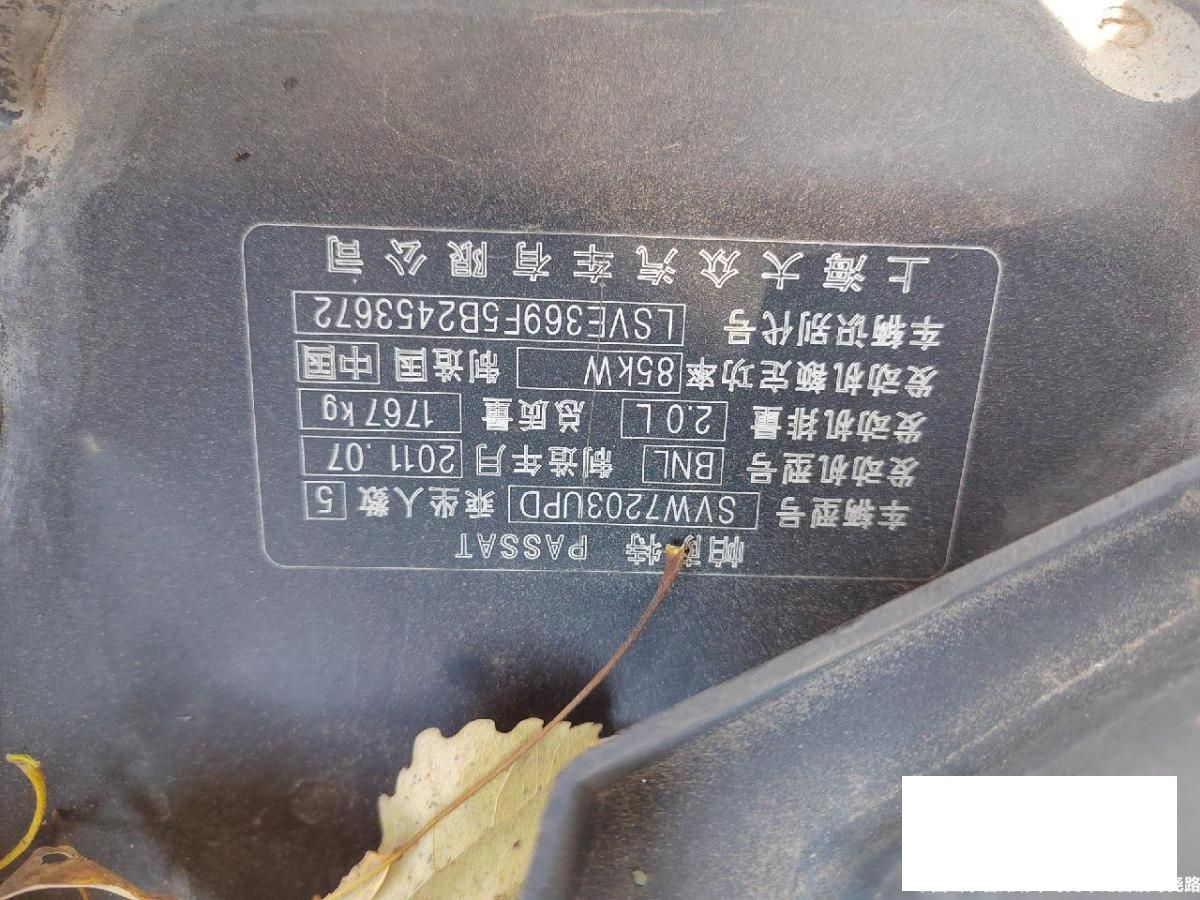 帕萨特 PASSAT
车辆型号 SVW7203UPD 乘坐人数 5
发动机型号 BNL 制造年月 2011.07
发动机排量 2.0 L 总质量 1767 kg
发动机额定功率 85kW 制造国 中国
车辆识别代号 LSVE369F5B2453672
上海大众汽车有限公司